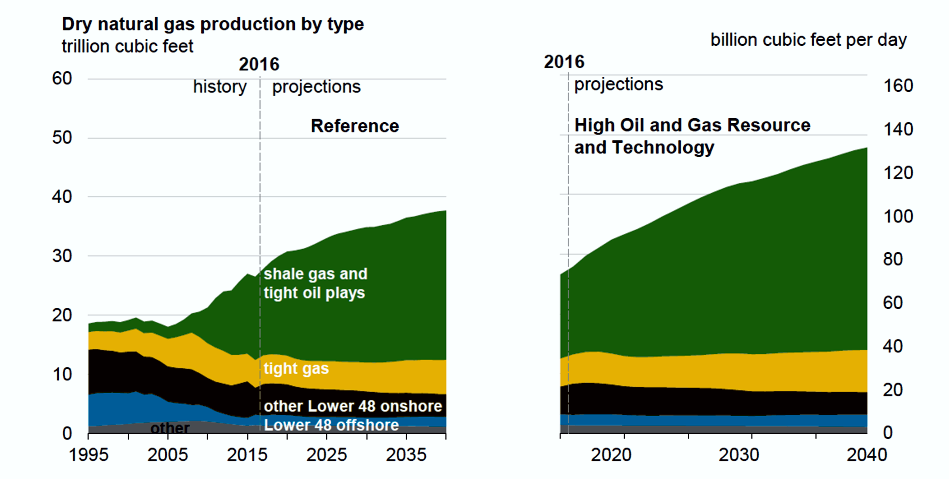 Dry natural gas production by type
trillion cubic feet
billion cubic feet per day
2016
history
projections
Reference
60
50
40
30
20
10
0
shale gas and
tight oil plays
tight gas
other Lower 48 onshore
Lower 48 offshore
other
1995
2005
2015
2025
2035
2016
projections
High Oil and Gas Resource
and Technology
160
140
120
100
80
60
40
20
0
2020
2030
2040